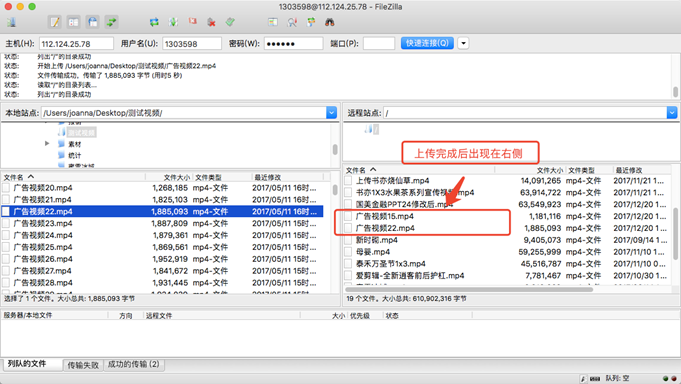 1303598@112.124.25.78 - FileZilla
主机(H): 112.124.25.78 用户名(U): 1303598 密码(W): ●●●●●● 端口(P): 快速连接(Q)
状态: 列出“/”的目录成功
状态: 开始上传 /Users/joanna/Desktop/测试视频/广告视频22.mp4
状态: 文件传输成功，传输了 1,885,093 字节 (用时5 秒)
状态: 读取“/”的目录列表...
状态: 列出“/”的目录成功
本地站点: /Users/joanna/Desktop/测试视频/
远程站点: /
测试视频
素材
统计
/
上传完成后出现在右侧
文件名 文件大小 文件类型 最近修改
广告视频20.mp4 1,268,185 mp4-文件 2017/05/11 16时...
广告视频21.mp4 1,825,103 mp4-文件 2017/05/11 16时...
广告视频22.mp4 1,885,093 mp4-文件 2017/05/11 16时...
广告视频23.mp4 1,887,809 mp4-文件 2017/05/11 16时...
广告视频24.mp4 1,879,361 mp4-文件 2017/05/11 16时...
广告视频25.mp4 1,869,561 mp4-文件 2017/05/11 16时...
广告视频26.mp4 1,952,919 mp4-文件 2017/05/11 16时...
广告视频27.mp4 1,841,672 mp4-文件 2017/05/11 16时...
广告视频28.mp4 1,931,445 mp4-文件 2017/05/11 16时...
选择了 1 个文件。大小总共: 1,885,093 字节
文件名 文件大小 文件类型 最近修改
上传书亦烧仙草.mp4 14,091,265 mp4-文件 2017/11/21 1...
书亦1X3水果茶系列宣传视频.mp4 63,914,722 mp4-文件 2017/11/21 1...
国美金融PPT24修改后.mp4 63,549,923 mp4-文件 2017/12/20 1...
广告视频15.mp4 1,181,116 mp4-文件 2017/12/20 1...
广告视频22.mp4 1,885,093 mp4-文件 2017/12/20 1...
新时砌.mp4 9,405,073 mp4-文件 2017/09/14 1...
母婴.mp4 59,255,999 mp4-文件 2017/11/10 1...
泰禾万圣节1x3.mp4 45,516,787 mp4-文件 2017/11/10 0...
爱剪辑-全新逍客前后护杠.mp4 7,781,467 mp4-文件 2017/10/30 1...
19 个文件。大小总共: 610,902,316 字节
服务器/本地文件 方向 远程文件 大小 优先级 状态
列队的文件 传输失败 成功的传输 (2)
队列: 空